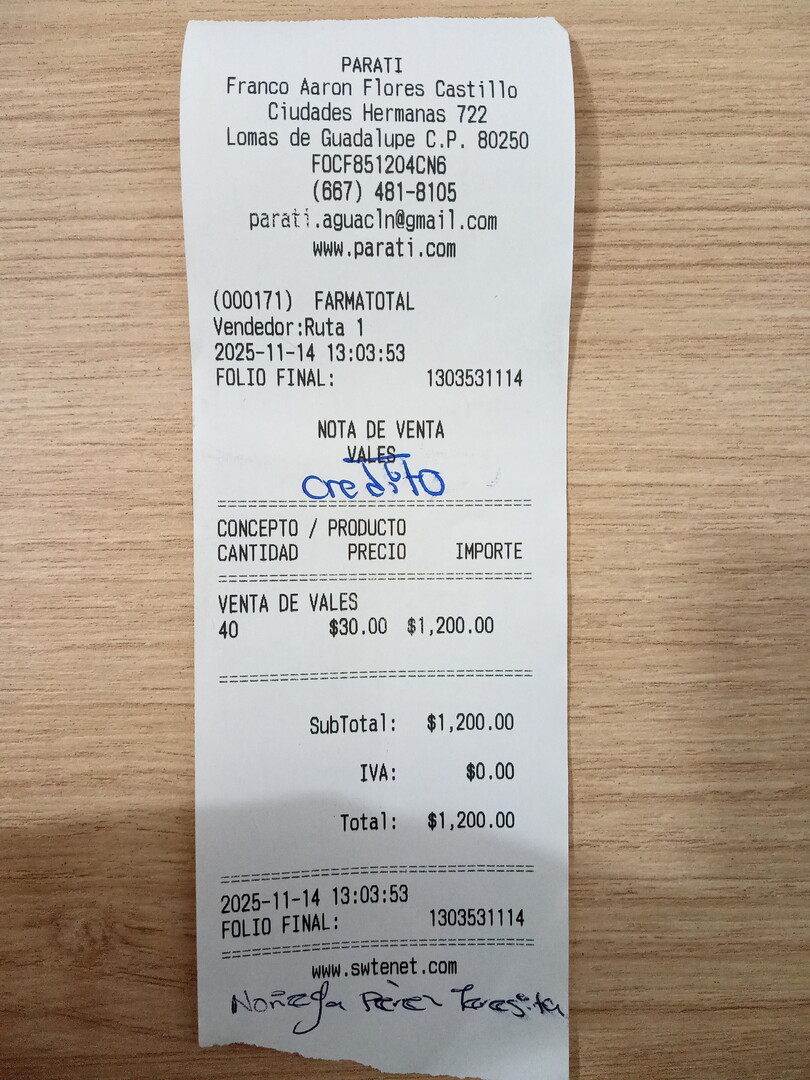 PARATI
Franco Aaron Flores Castillo
Ciudades Hermanas 722
Lomas de Guadalupe C.P. 80250
FOCF851204CN6
(667) 481-8105
parati.aguacln@gmail.com
www.parati.com
(000171) FARMATOTAL
Vendedor:Ruta 1
2025-11-14 13:03:53
FOLIO FINAL: 1303531114
NOTA DE VENTA
VALES
credito
CONCEPTO / PRODUCTO
CANTIDAD PRECIO IMPORTE
VENTA DE VALES
40 $30.00 $1,200.00
SubTotal: $1,200.00
IVA: $0.00
Total: $1,200.00
2025-11-14 13:03:53
FOLIO FINAL: 1303531114
www.swtenet.com
Noñega Pérez Teresita